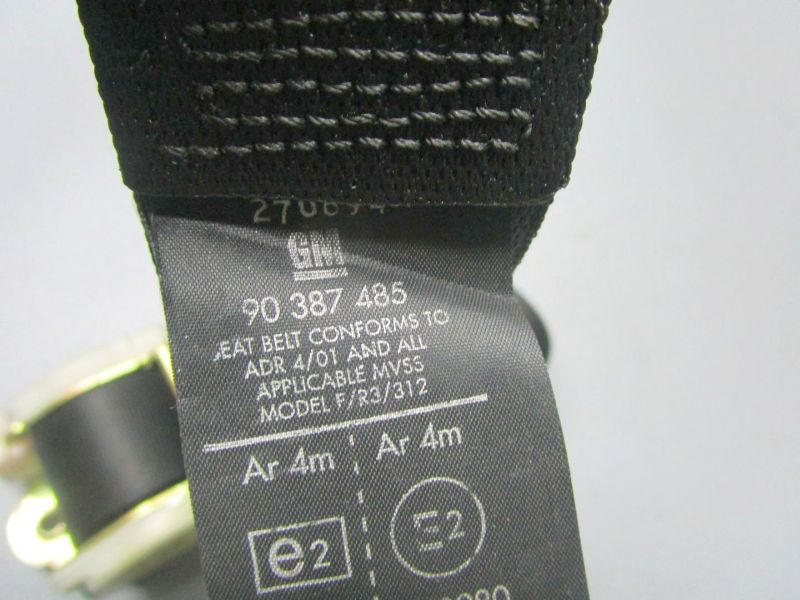 GM
90 387 485
SEAT BELT CONFORMS TO
ADR 4/01 AND ALL
APPLICABLE MVSS
MODEL F/R3/312
Ar 4m Ar 4m
e2 E2